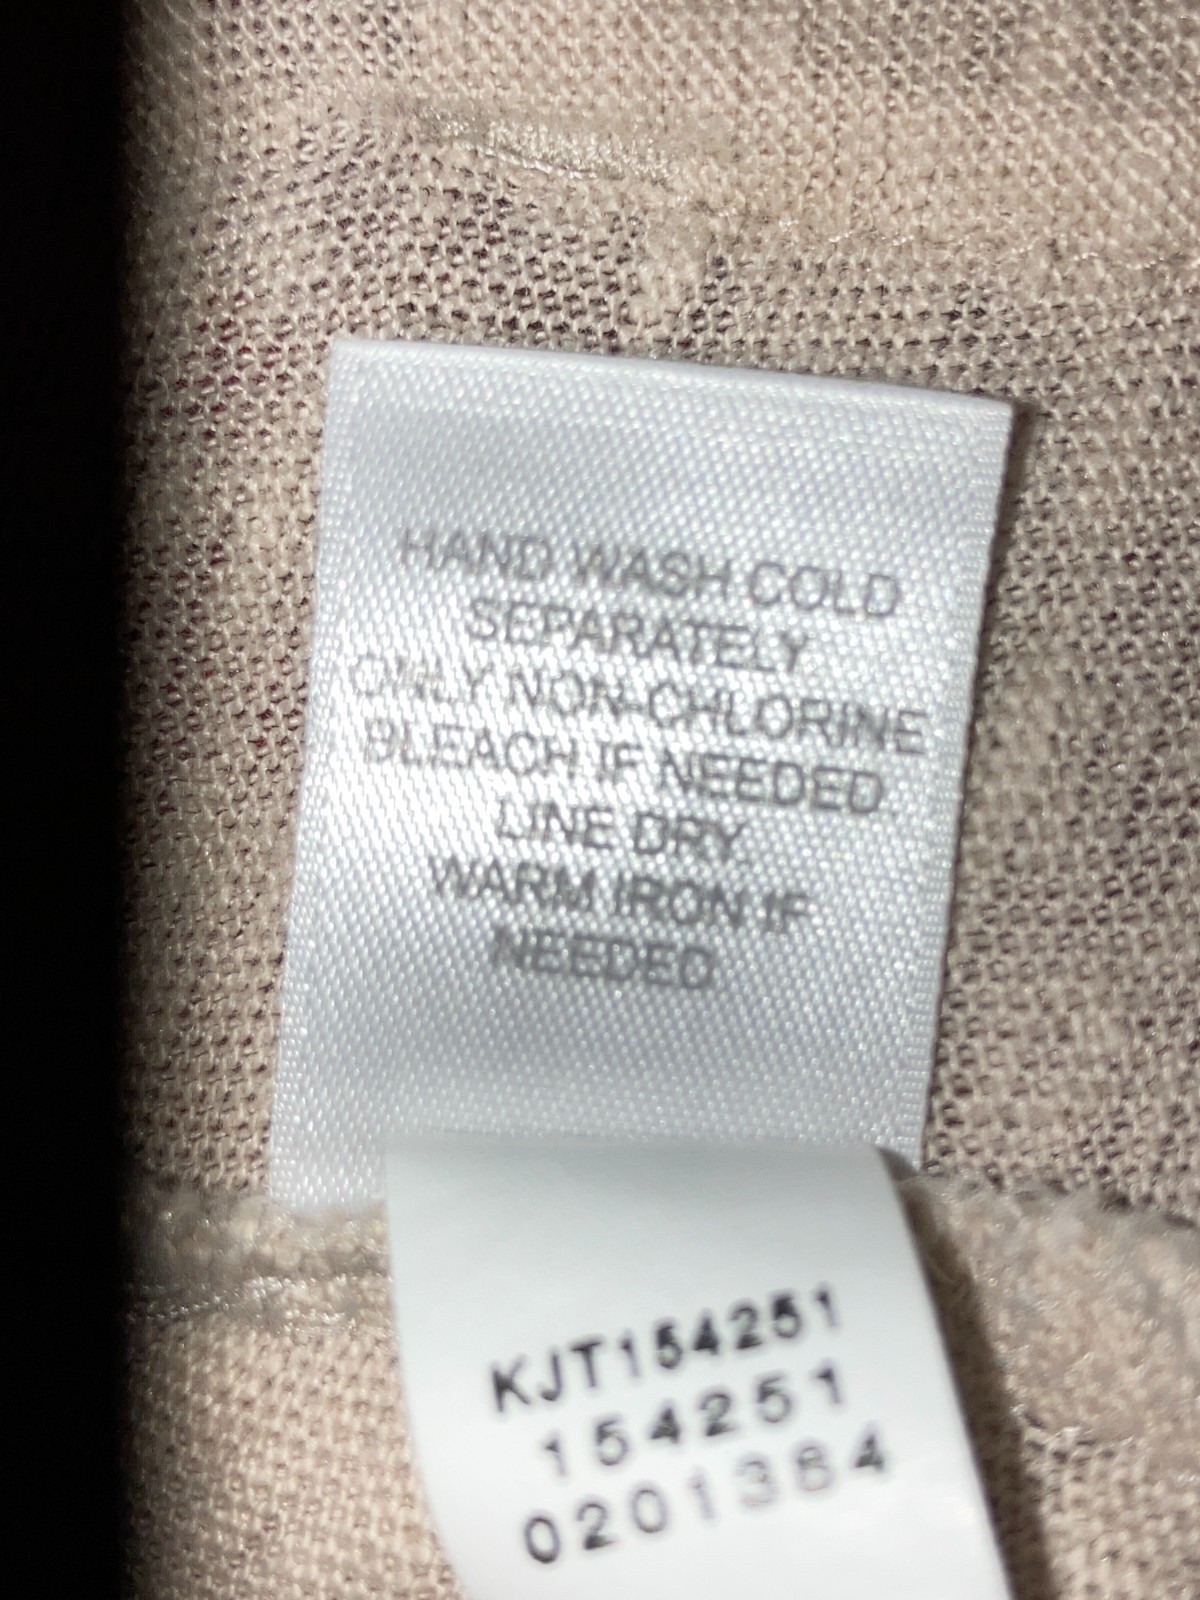 HAND WASH COLD
SEPARATELY
ONLY NON-CHLORINE
BLEACH IF NEEDED.
LINE DRY.
WARM IRON IF
NEEDED.
KJT154251
154251
0201384